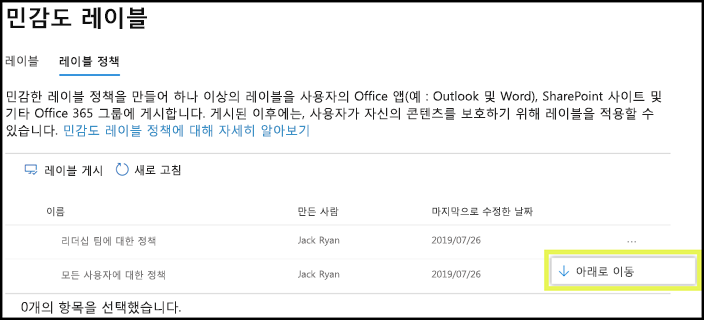 민감도 레이블
레이블 레이블 정책
민감한 레이블 정책을 만들어 하나 이상의 레이블을 사용자의 Office 앱(예 : Outlook 및 Word), SharePoint 사이트 및
기타 Office 365 그룹에 게시합니다. 게시된 이후에는, 사용자가 자신의 콘텐츠를 보호하기 위해 레이블을 적용할 수
있습니다. 민감도 레이블 정책에 대해 자세히 알아보기
레이블 게시 새로 고침
이름 만든 사람 마지막으로 수정한 날짜
리더십 팀에 대한 정책 Jack Ryan 2019/07/26 ...
모든 사용자에 대한 정책 Jack Ryan 2019/07/26 아래로 이동
0개의 항목을 선택했습니다.